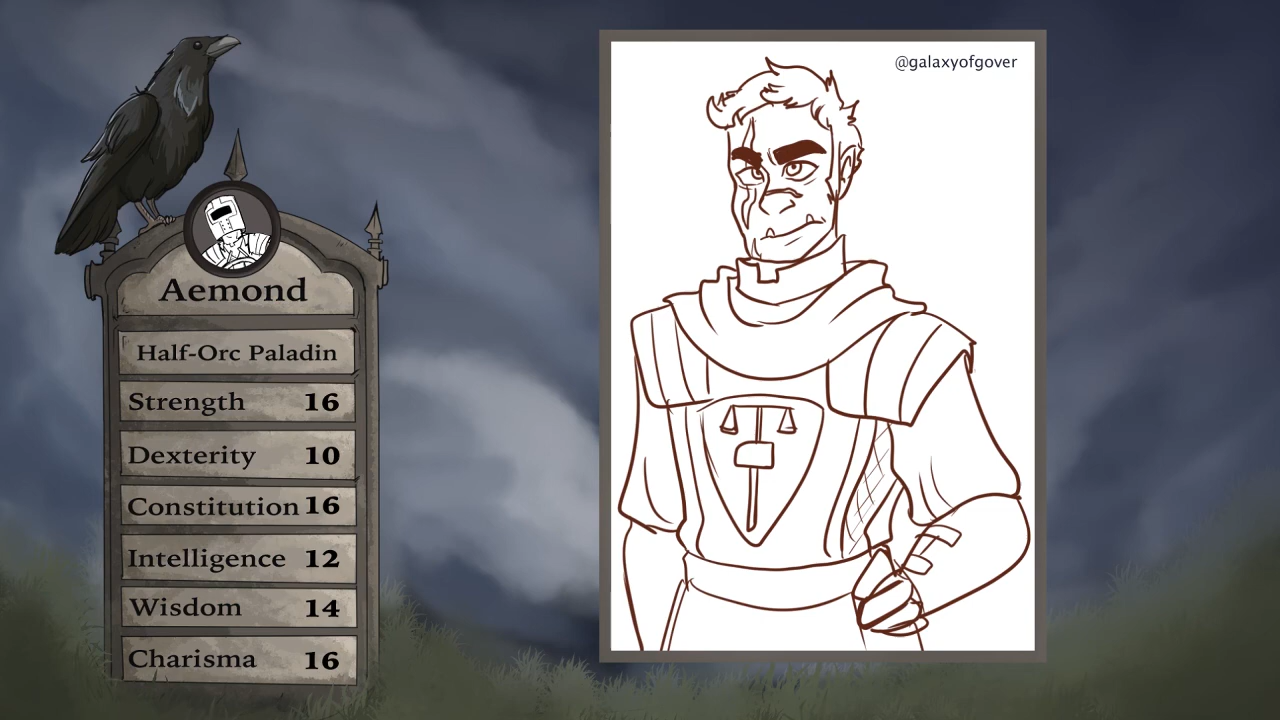 @galaxyofgover
Aemond
Half-Orc Paladin
Strength 16
Dexterity 10
Constitution 16
Intelligence 12
Wisdom 14
Charisma 16